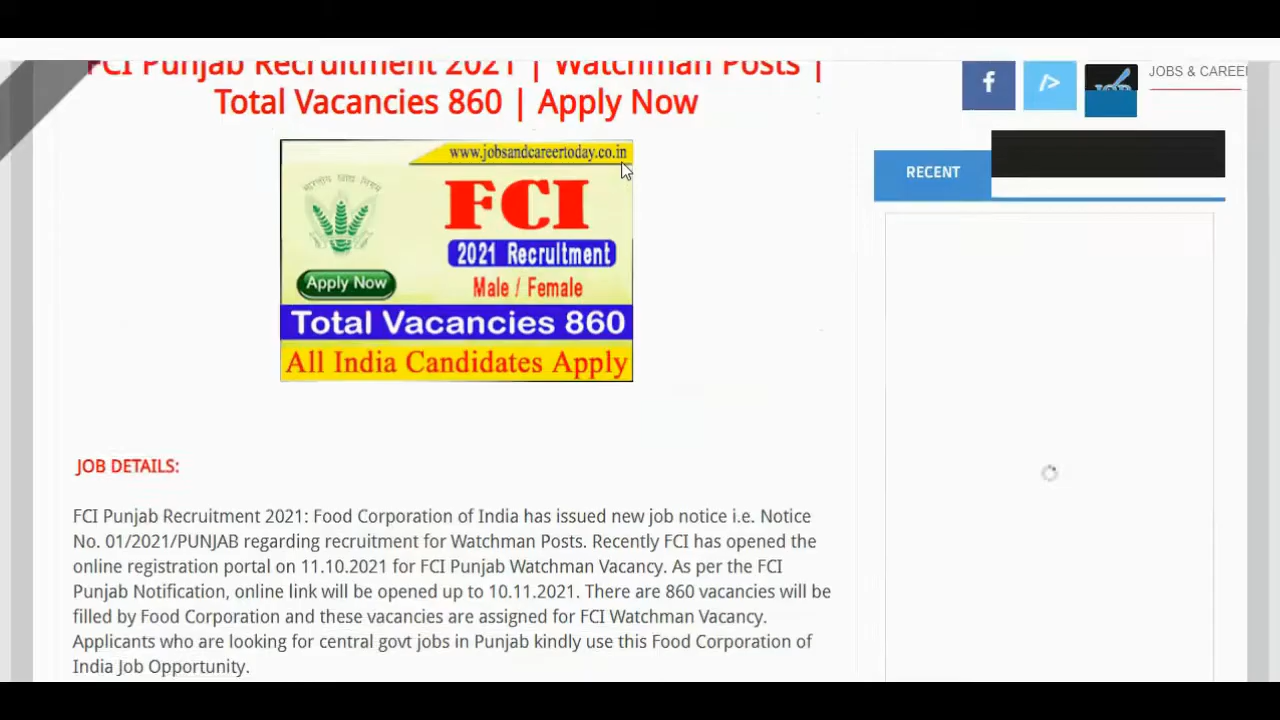 FCI Punjab Recruitment 2021 | Watchman Posts |
Total Vacancies 860 | Apply Now
JOBS & CAREE
www.jobsandcareertoday.co.in
भारतीय खाद्य निगम
FCI
2021 Recruitment
Apply Now
Male / Female
Total Vacancies 860
All India Candidates Apply
RECENT
JOB DETAILS:
FCI Punjab Recruitment 2021: Food Corporation of India has issued new job notice i.e. Notice
No. 01/2021/PUNJAB regarding recruitment for Watchman Posts. Recently FCI has opened the
online registration portal on 11.10.2021 for FCI Punjab Watchman Vacancy. As per the FCI
Punjab Notification, online link will be opened up to 10.11.2021. There are 860 vacancies will be
filled by Food Corporation and these vacancies are assigned for FCI Watchman Vacancy.
Applicants who are looking for central govt jobs in Punjab kindly use this Food Corporation of
India Job Opportunity.